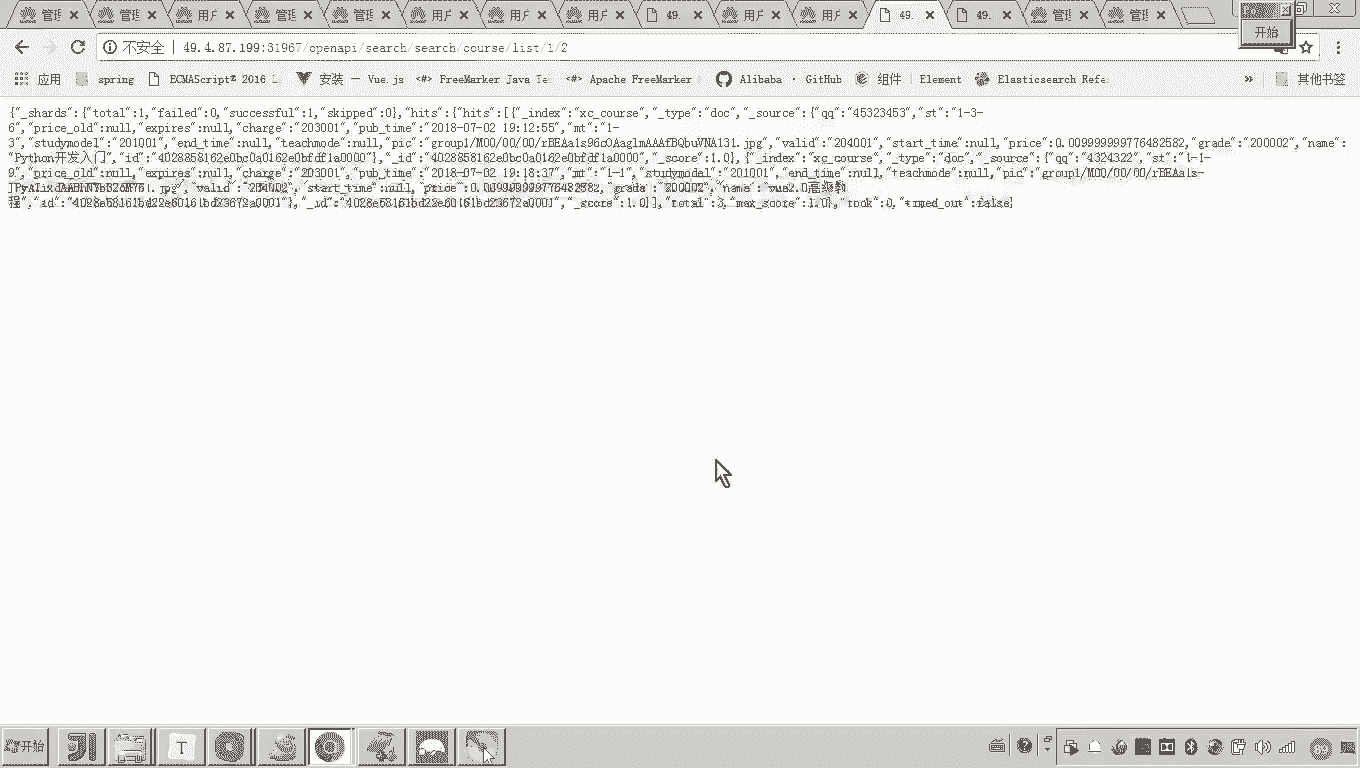 管理 管理 用户 管理 管理 用户 用户 用户 49. 用户 用户 49. 49. 管理 管理
开始
不安全 | 49.4.87.199:31967/openapi/search/search/course/list/1/2
应用 spring ECMAScript® 2016 L 安装 — Vue.js <#> FreeMarker Java Te <#> Apache FreeMarker Alibaba · GitHub 组件 | Element Elasticsearch Refe » 其他书签
{"_shards":{"total":1,"failed":0,"successful":1,"skipped":0},"hits":{"hits":[{"_index":"xc_course","_type":"doc","_source":{"qq":"45323453","st":"1-3-
6","price_old":null,"expires":null,"charge":"203001","pub_time":"2018-07-02 19:12:55","mt":"1-
3","studymodel":"201001","end_time":null,"teachmode":null,"pic":"group1/M00/00/00/rBEAals96cOAaglmAAAfBQbuVNA131.jpg","valid":"204001","start_time":null,"price":0.009999999776482582,"grade":"200002","name":
"Python开发入门","id":"4028858162e0bc0a0162e0bfdf1a0000"},"_id":"4028858162e0bc0a0162e0bfdf1a0000","_score":1.0},{"_index":"xc_course","_type":"doc","_source":{"qq":"4324322","st":"1-1-
9","price_old":null,"expires":null,"charge":"203001","pub_time":"2018-07-02 19:18:37","mt":"1-1","studymodel":"201001","end_time":null,"teachmode":null,"pic":"group1/M00/00/00/rBEAals-
.jpg","valid":"204002","start_time":null,"price":0.009999999776482582,"grade":"200002","name":"vue2.0高级教
程","id":"4028e58161bd22e60161bd23672a0001"},"_id":"4028e58161bd22e60161bd23672a0001","_score":1.0}],"total":3,"max_score":1.0},"took":0,"timed_out":false}
开始